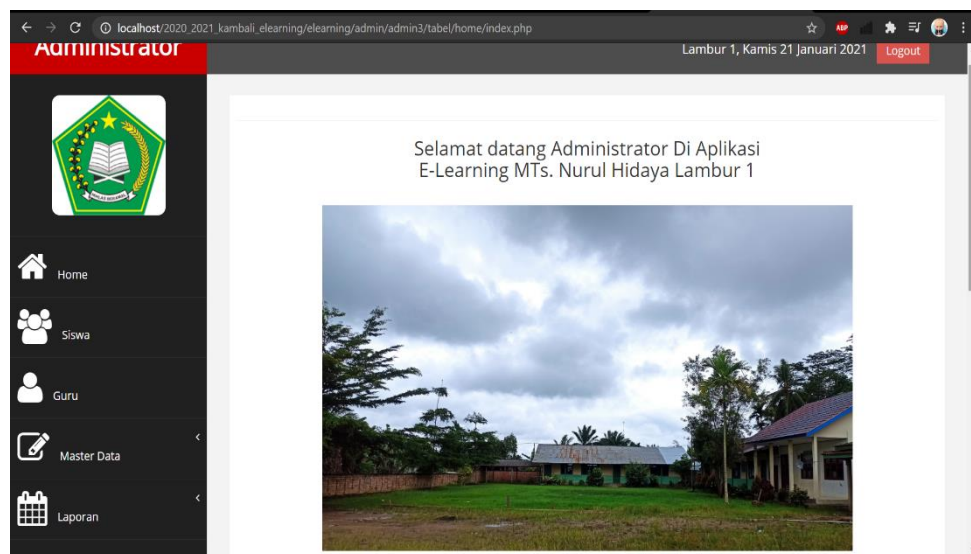 localhost/2020_2021_kambali_elearning/elearning/admin/admin3/tabel/home/index.php
ABP
Administrator
Lambur 1, Kamis 21 Januari 2021 Logout
Selamat datang Administrator Di Aplikasi
E-Learning MTs. Nurul Hidaya Lambur 1
Home
Siswa
Guru
Master Data
Laporan